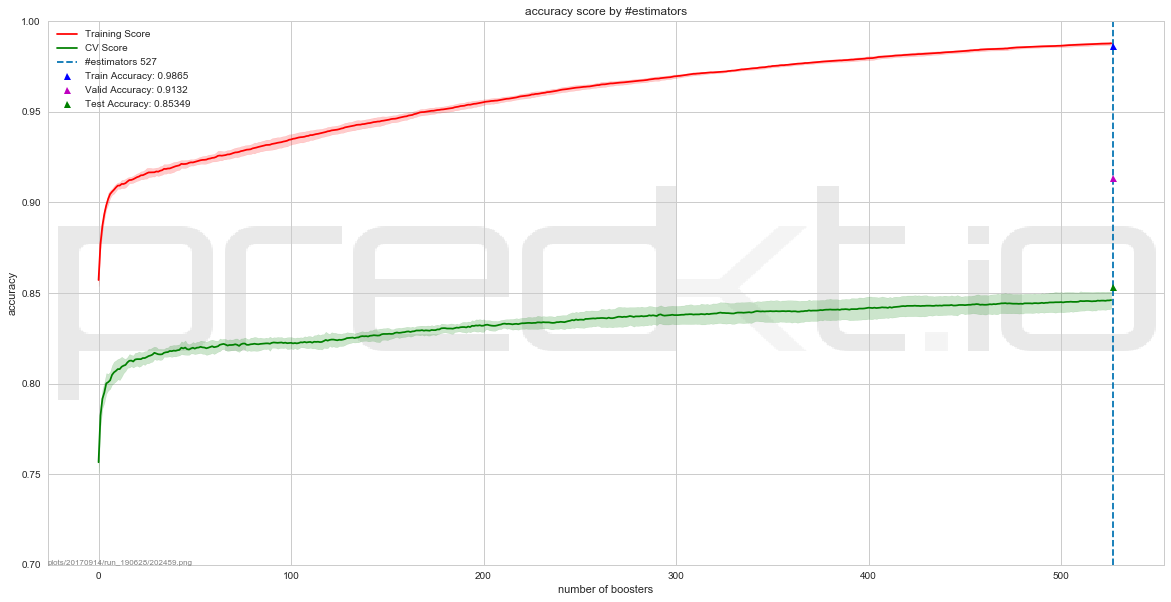 accuracy score by #estimators
1.00
0.95
0.90
0.85
0.80
0.75
0.70
accuracy
Training Score
CV Score
#estimators 527
Train Accuracy: 0.9865
Valid Accuracy: 0.9132
Test Accuracy: 0.85349
predkt.io
plots/20170914/run_190625/202459.png
0 100 200 300 400 500
number of boosters